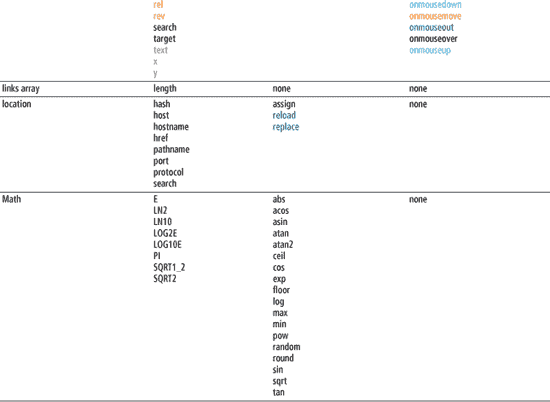 rel onmousedown
rev onmousemove
search onmouseout
target onmouseover
text onmouseup
x
y
links array length none none
location hash assign none
host reload
hostname replace
href
pathname
port
protocol
search
Math E abs none
LN2 acos
LN10 asin
LOG2E atan
LOG10E atan2
PI ceil
SQRT1_2 cos
SQRT2 exp
floor
log
max
min
pow
random
round
sin
sqrt
tan